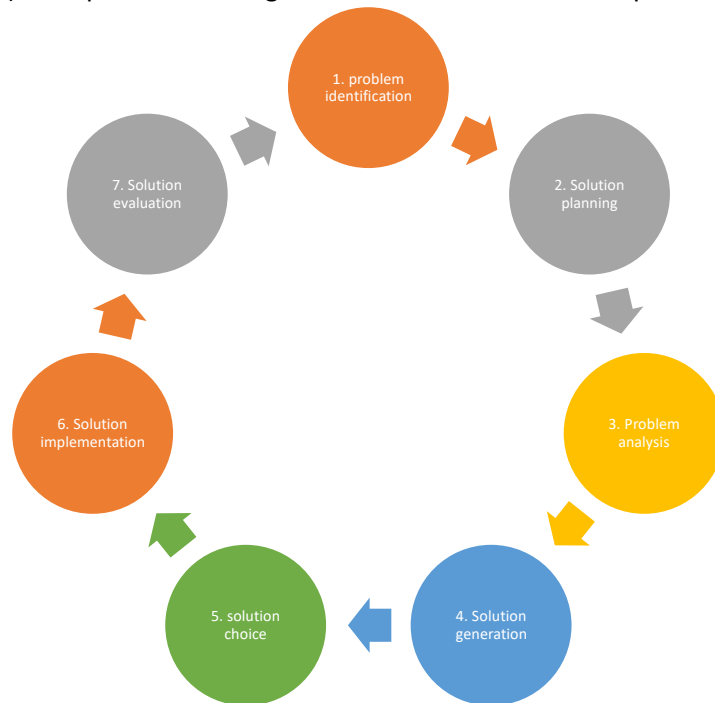 1. problem
identification
2. Solution
planning
3. Problem
analysis
4. Solution
generation
5. solution
choice
6. Solution
implementation
7. Solution
evaluation